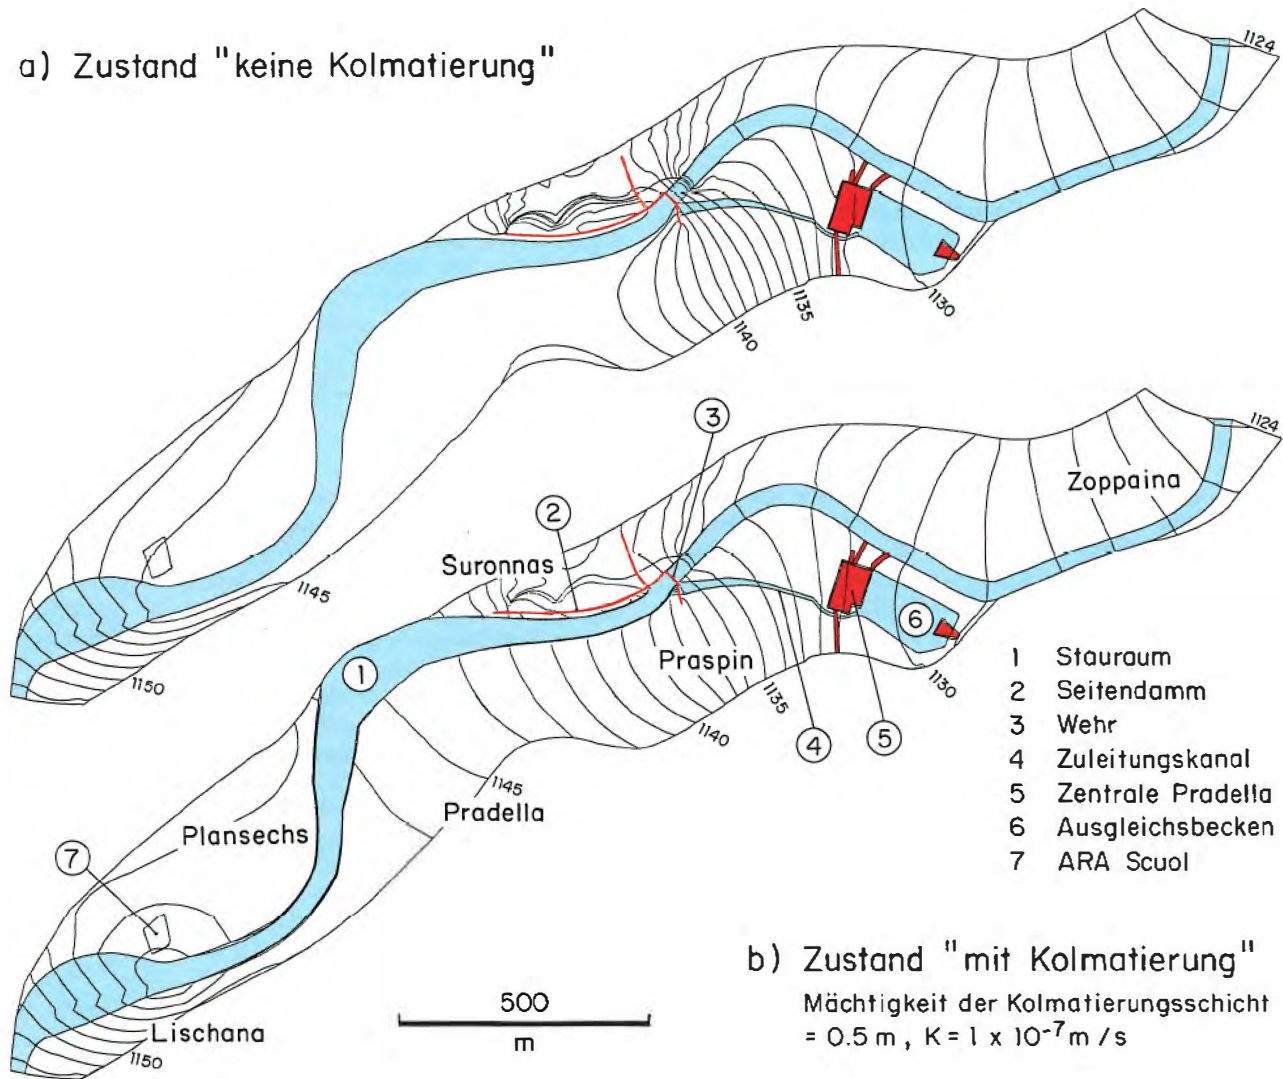 a) Zustand "keine Kolmatierung"
1124
1135
1130
1140
1145
1150
3
1124
Zoppaina
2
Suronnas
6
1
Praspin
1135
1130
1140
4
5
1145
Pradella
Plansechs
7
Lischana
1150
1 Stauraum
2 Seitendamm
3 Wehr
4 Zuleitungskanal
5 Zentrale Pradella
6 Ausgleichsbecken
7 ARA Scuol
500
m
b) Zustand "mit Kolmatierung"
Mächtigkeit der Kolmatierungsschicht
= 0.5 m , K = 1 x 10⁻⁷ m/s